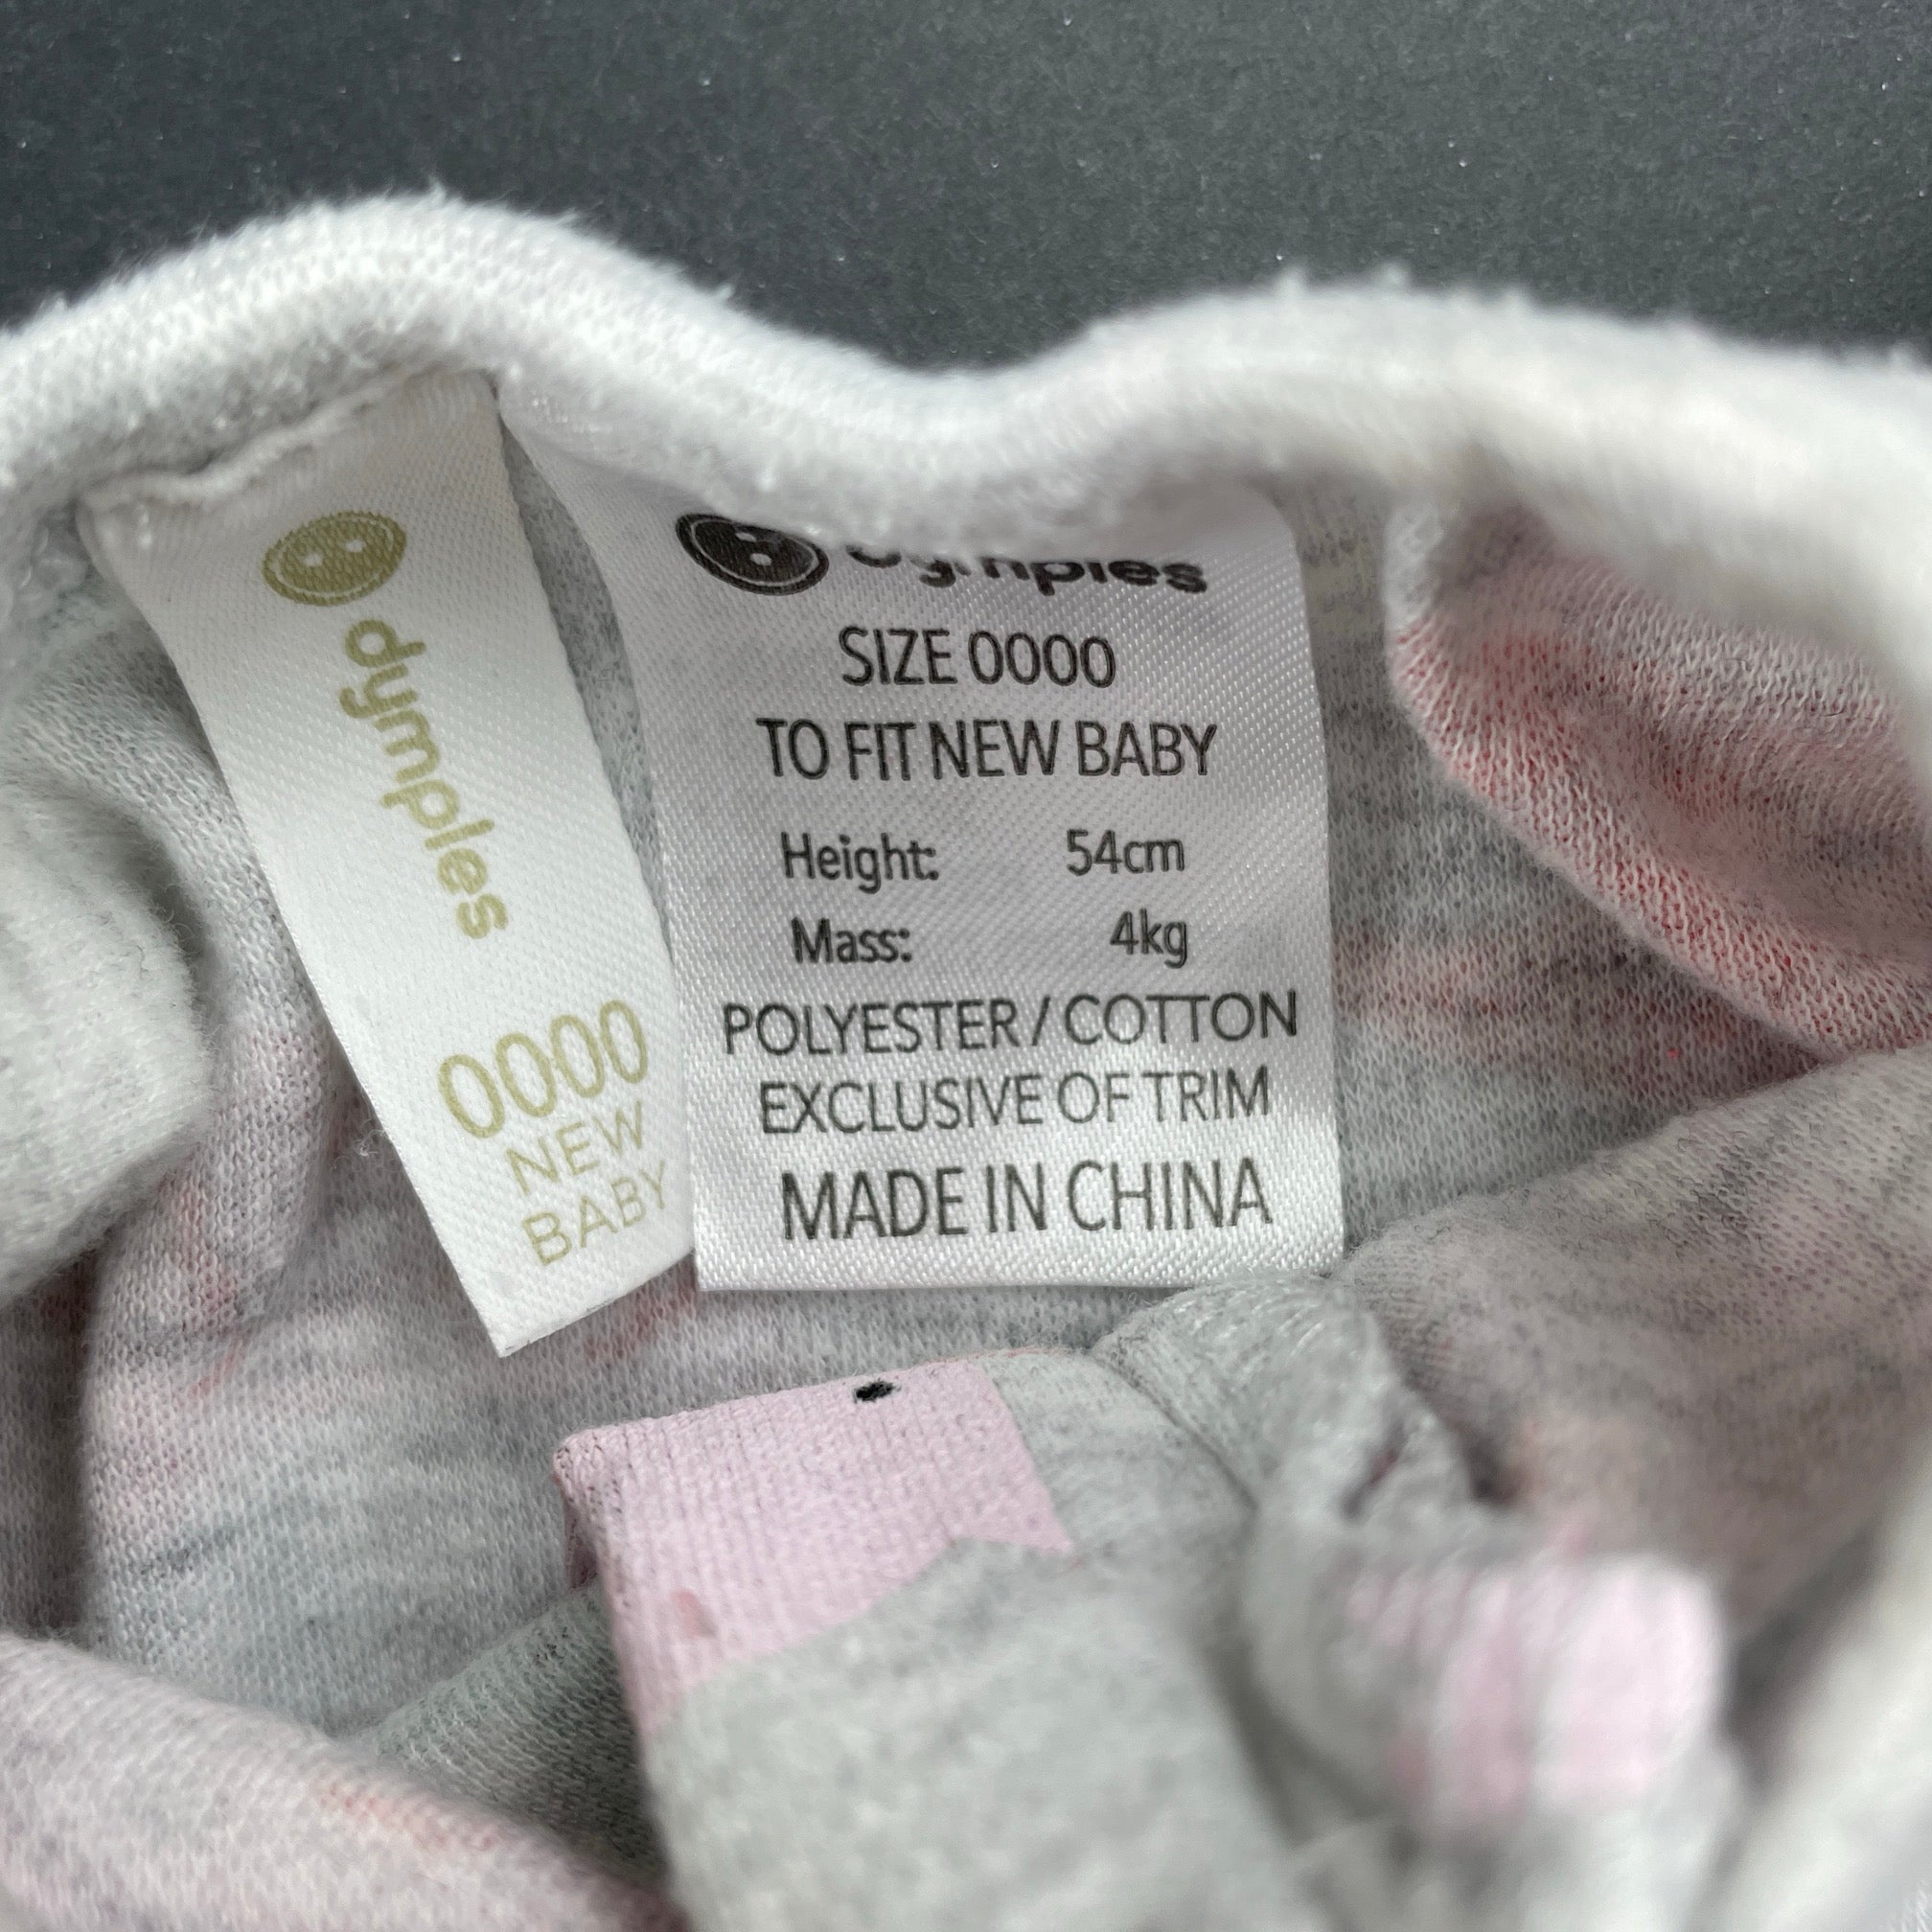 dymples
0000
NEW
BABY
dymples
SIZE 0000
TO FIT NEW BABY
Height: 54cm
Mass: 4kg
POLYESTER / COTTON
EXCLUSIVE OF TRIM
MADE IN CHINA